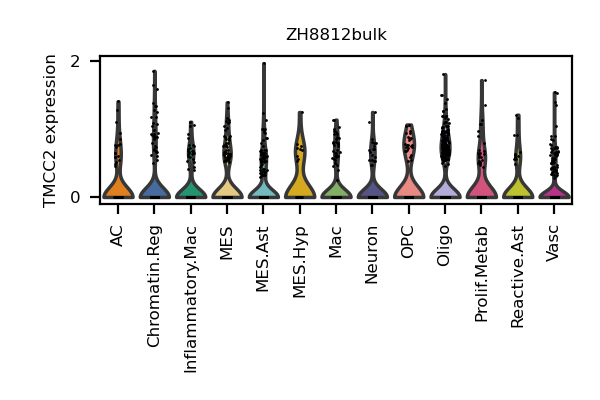 ZH8812bulk
TMCC2 expression
2
0
AC
Chromatin.Reg
Inflammatory.Mac
MES
MES.Ast
MES.Hyp
Mac
Neuron
OPC
Oligo
Prolif.Metab
Reactive.Ast
Vasc